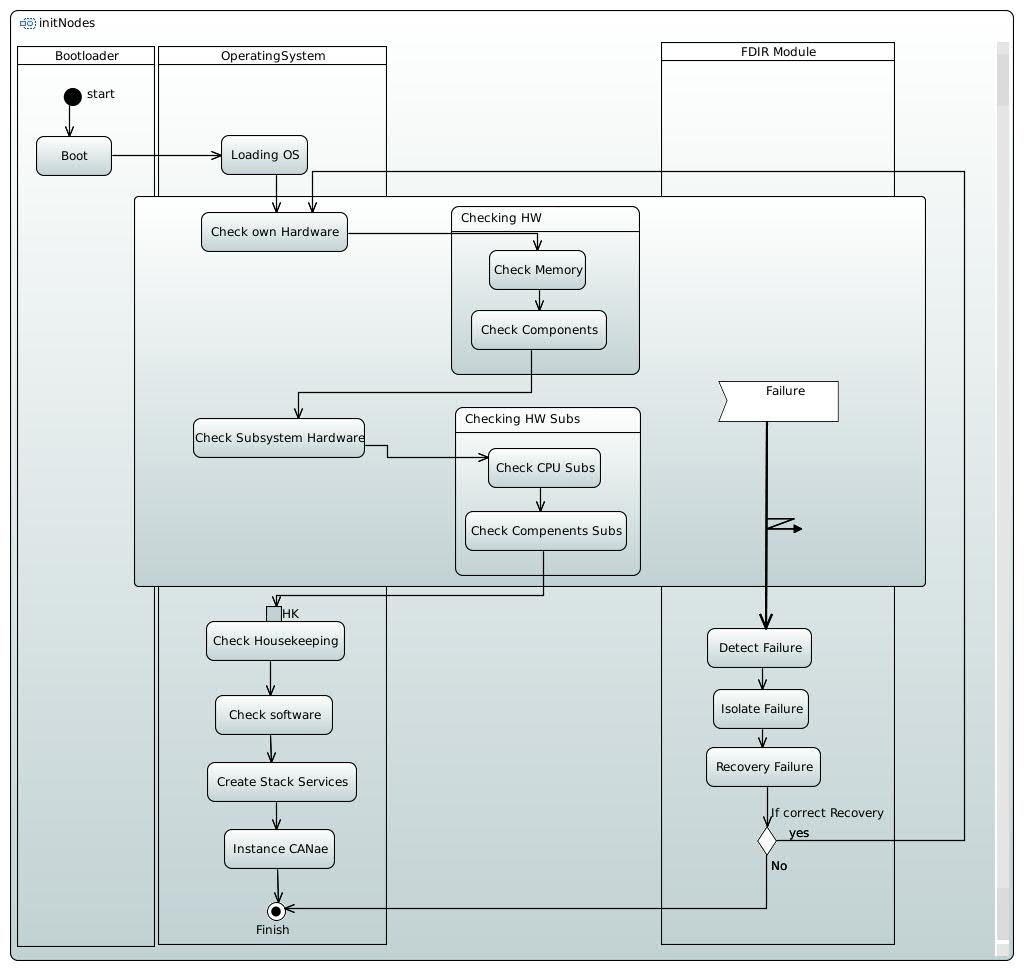 initNodes
Bootloader
OperatingSystem
FDIR Module
start
Boot
Loading OS
Check own Hardware
Checking HW
Check Memory
Check Components
Failure
Check Subsystem Hardware
Checking HW Subs
Check CPU Subs
Check Compenents Subs
HK
Check Housekeeping
Detect Failure
Check software
Isolate Failure
Create Stack Services
Recovery Failure
If correct Recovery
yes
Instance CANae
No
Finish